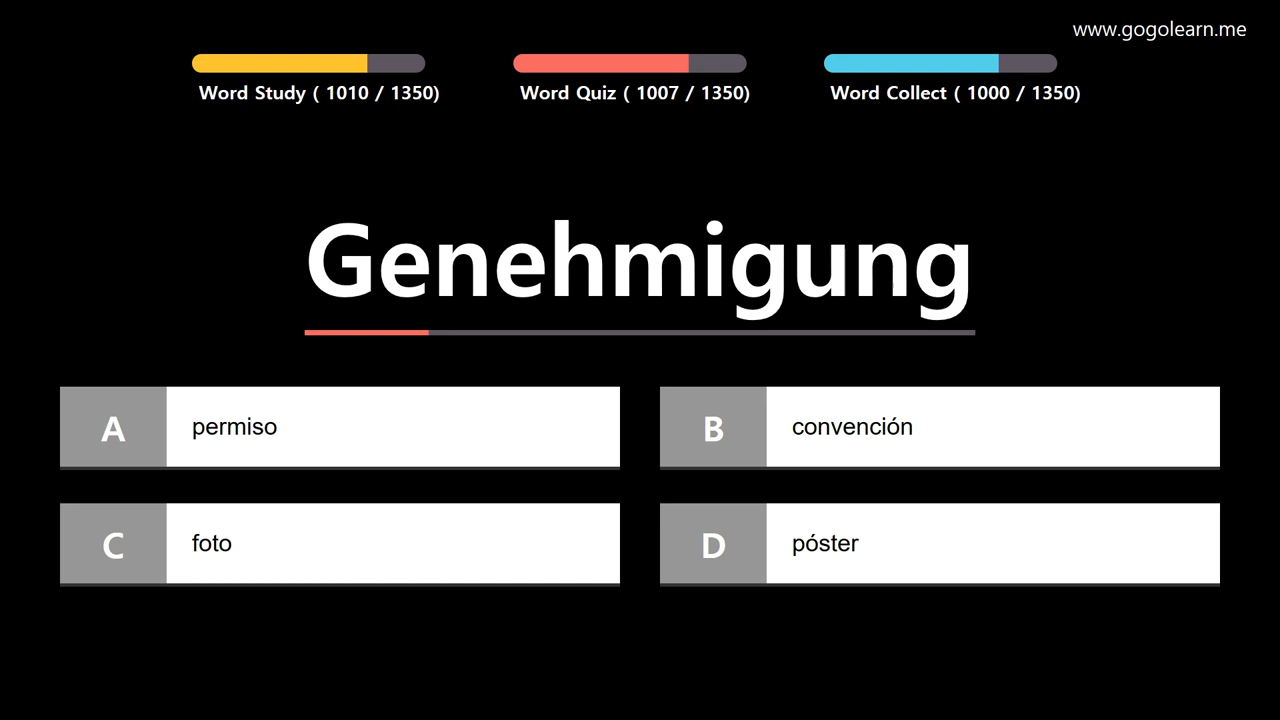 www.gogolearn.me
Word Study ( 1010 / 1350)
Word Quiz ( 1007 / 1350)
Word Collect ( 1000 / 1350)
Genehmigung
A permiso
B convención
C foto
D póster